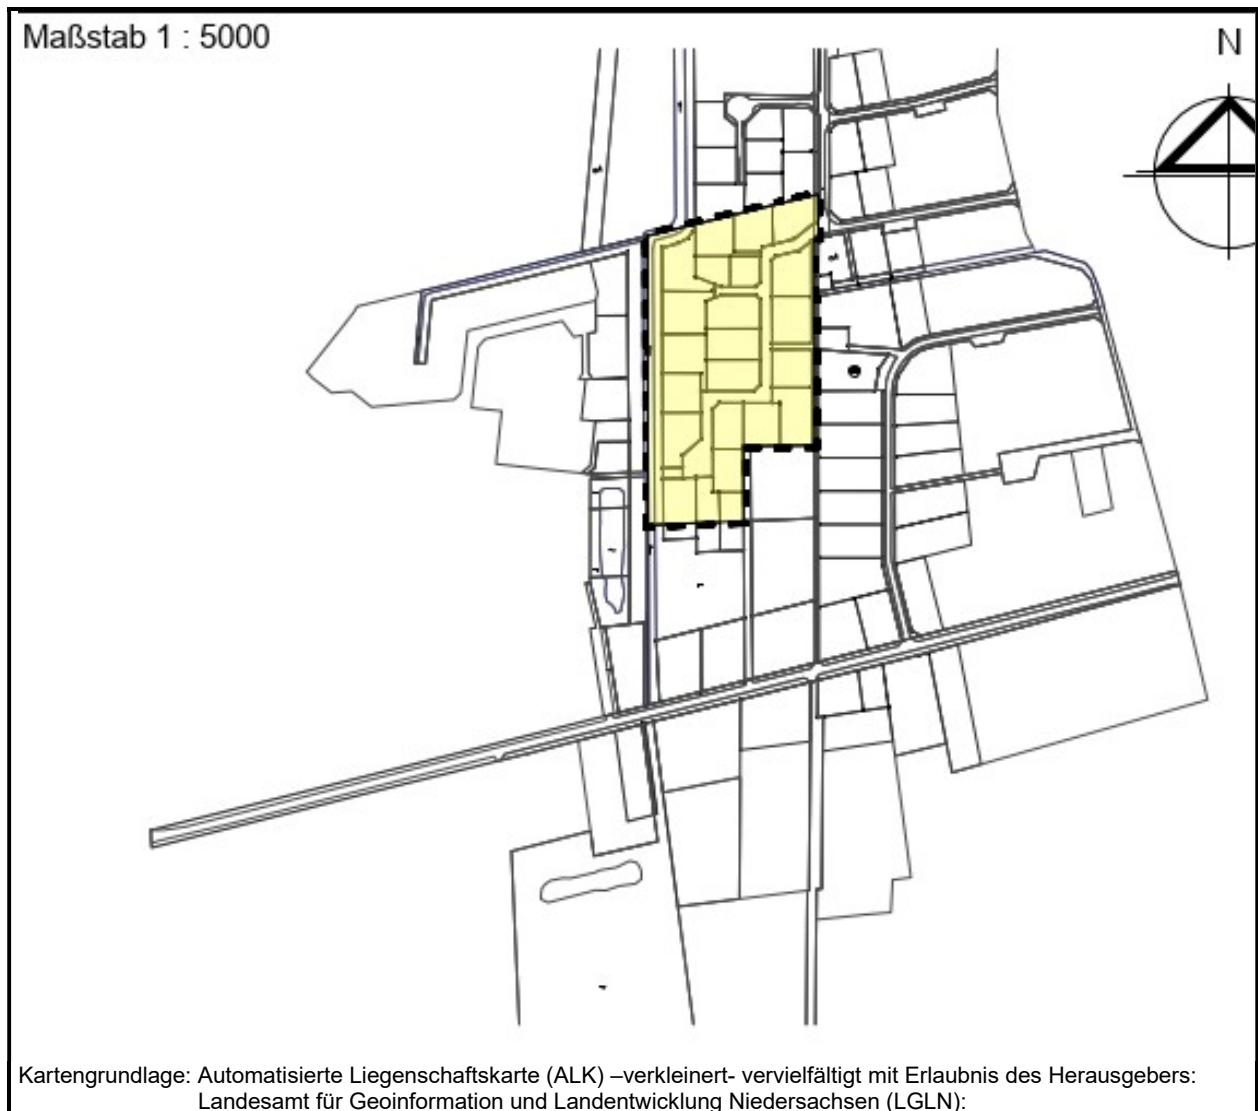 Maßstab 1 : 5000
N
Kartengrundlage: Automatisierte Liegenschaftskarte (ALK) –verkleinert- vervielfältigt mit Erlaubnis des Herausgebers:
Landesamt für Geoinformation und Landentwicklung Niedersachsen (LGLN):